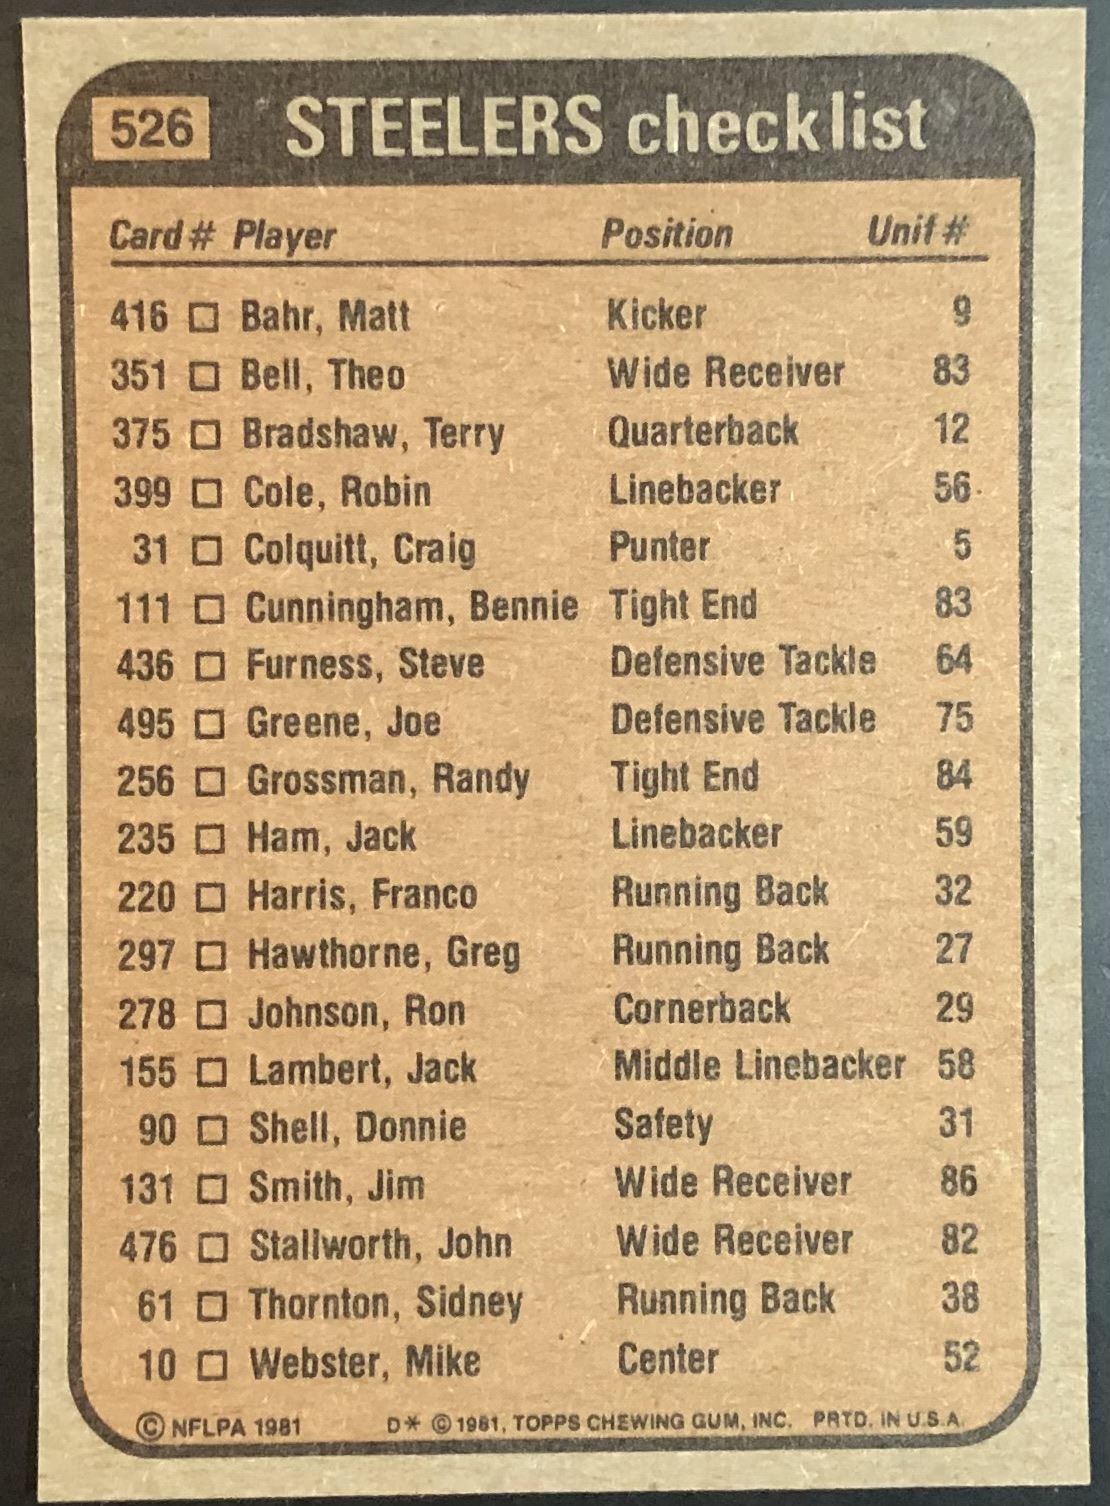 526 STEELERS checklist
Card # Player Position Unif #
416 □ Bahr, Matt Kicker 9
351 □ Bell, Theo Wide Receiver 83
375 □ Bradshaw, Terry Quarterback 12
399 □ Cole, Robin Linebacker 56
31 □ Colquitt, Craig Punter 5
111 □ Cunningham, Bennie Tight End 83
436 □ Furness, Steve Defensive Tackle 64
495 □ Greene, Joe Defensive Tackle 75
256 □ Grossman, Randy Tight End 84
235 □ Ham, Jack Linebacker 59
220 □ Harris, Franco Running Back 32
297 □ Hawthorne, Greg Running Back 27
278 □ Johnson, Ron Cornerback 29
155 □ Lambert, Jack Middle Linebacker 58
90 □ Shell, Donnie Safety 31
131 □ Smith, Jim Wide Receiver 86
476 □ Stallworth, John Wide Receiver 82
61 □ Thornton, Sidney Running Back 38
10 □ Webster, Mike Center 52
© NFLPA 1981 D* © 1981, TOPPS CHEWING GUM, INC. PRTD. IN U.S.A.